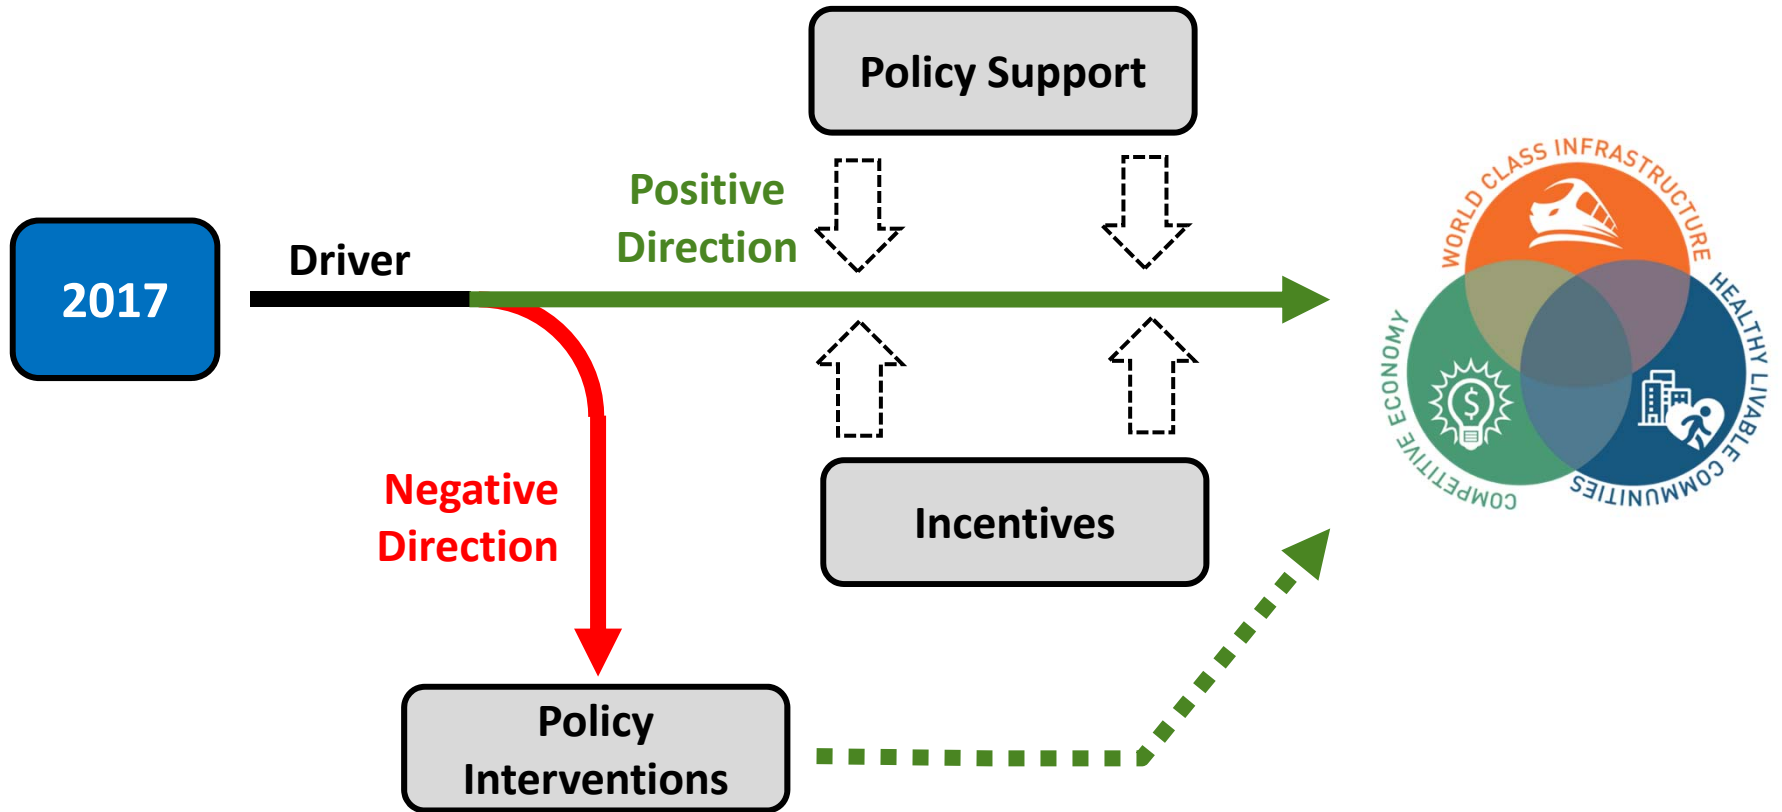 Policy Support
Positive
Direction
2017
Driver
Negative
Direction
Incentives
Policy
Interventions
WORLD CLASS INFRASTRUCTURE
HEALTHY LIVABLE COMMUNITIES
COMPETITIVE ECONOMY
$